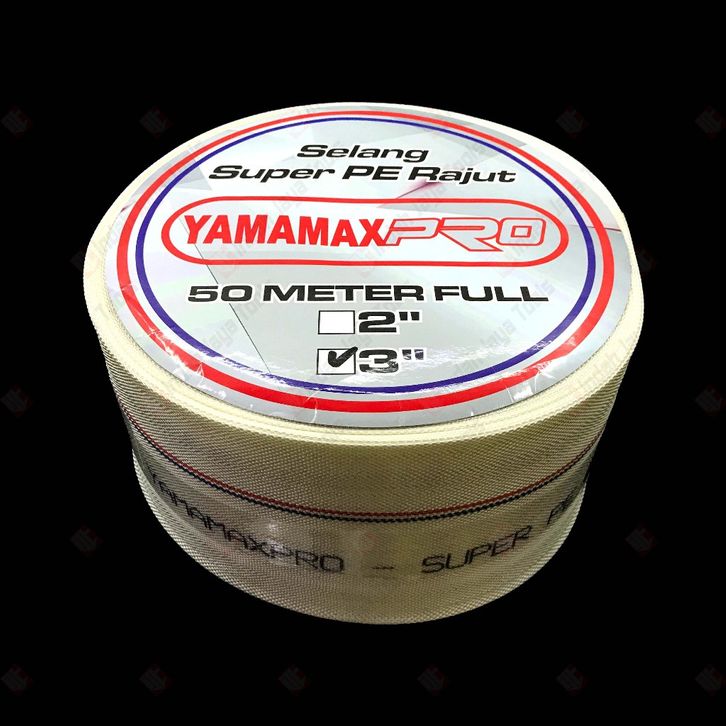 Selang
Super PE Rajut
YAMAMAXPRO
50 METER FULL
2"
3"
YAMAMAXPRO - SUPER